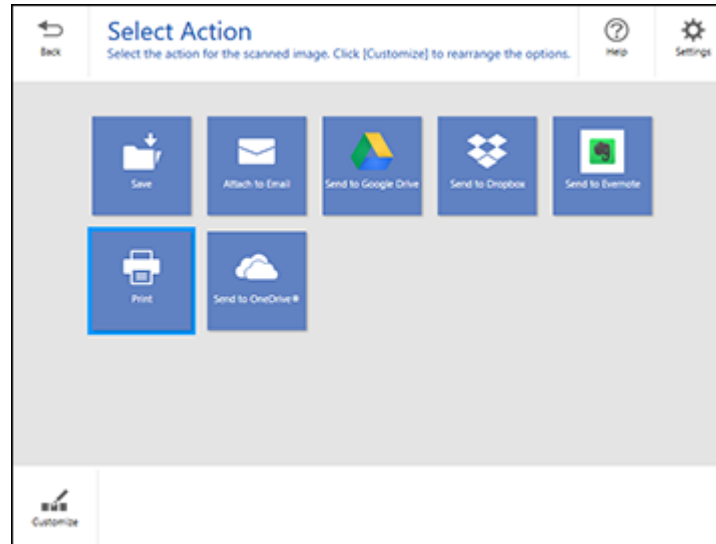 Back
Select Action
Select the action for the scanned image. Click [Customize] to rearrange the options.
Help
Settings
Save
Attach to Email
Send to Google Drive
Send to Dropbox
Send to Evernote
Print
Send to OneDrive®
Customize